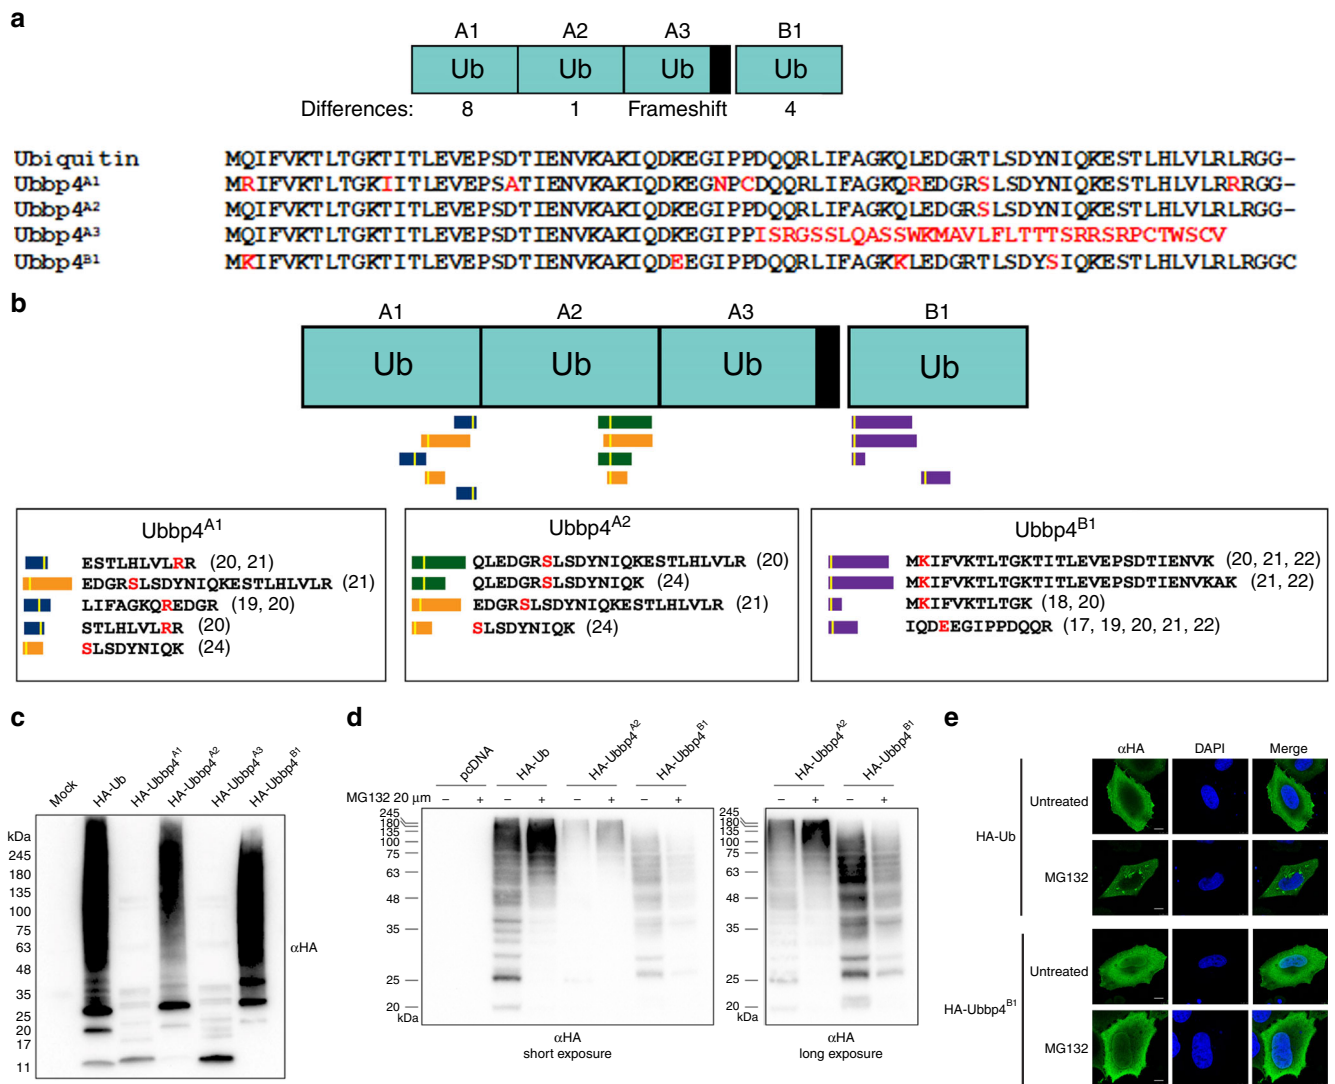 a
A1 A2 A3 B1
Ub Ub Ub Ub
Differences: 8 1 Frameshift 4
Ubiquitin MQIFVKTLTGKTITLEVEPSDTIENVKAKIQDKEGIPPDQQRLIFAGKQLEDGRTLSDYNIQKESTLHLVLRLRGG-
Ubbp4A1 MRIFVKTLTGKIITLEVEPSATIENVKAKIQDKEGNPCDQQRLIFAGKQREDGRSLSDYNIQKESTLHLVLRRRGG-
Ubbp4A2 MQIFVKTLTGKTITLEVEPSDTIENVKAKIQDKEGIPPDQQRLIFAGKQLEDGRSLSDYNIQKESTLHLVLRLRGG-
Ubbp4A3 MQIFVKTLTGKTITLEVEPSDTIENVKAKIQDKEGIPPISRGSSLQASSWKMAVLFLTTTSRRSRPCTWSCV
Ubbp4B1 MKIFVKTLTGKTITLEVEPSDTIENVKAKIQDEEGIPPDQQRLIFAGKKLEDGRTLSDYSIQKESTLHLVLRLRGGC
b
A1 A2 A3 B1
Ub Ub Ub Ub
Ubbp4A1
ESTLHLVLRR (20, 21)
EDGRSLSDYNIQKESTLHLVLR (21)
LIFAGKQREDGR (19, 20)
STLHLVLRR (20)
SLSDYNIQK (24)
Ubbp4A2
QLEDGRSLSDYNIQKESTLHLVLR (20)
QLEDGRSLSDYNIQK (24)
EDGRSLSDYNIQKESTLHLVLR (21)
SLSDYNIQK (24)
Ubbp4B1
MKIFVKTLTGKTITLEVEPSDTIENVK (20, 21, 22)
MKIFVKTLTGKTITLEVEPSDTIENVKAK (21, 22)
MKIFVKTLTGK (18, 20)
IQDEEGIPPDQQR (17, 19, 20, 21, 22)
c
Mock HA-Ub HA-Ubbp4A1 HA-Ubbp4A2 HA-Ubbp4A3 HA-Ubbp4B1
kDa
245
180
135
100
75
63
48
35
25
20
17
11
αHA
d
pcDNA HA-Ub HA-Ubbp4A2 HA-Ubbp4B1
MG132 20 μm – + – + – + – +
245
180
135
100
75
63
48
35
25
20
kDa
αHA
short exposure
HA-Ubbp4A2 HA-Ubbp4B1
– + – +
245
180
135
100
75
63
48
35
25
20
kDa
αHA
long exposure
e
αHA DAPI Merge
HA-Ub
Untreated
MG132
HA-Ubbp4B1
Untreated
MG132